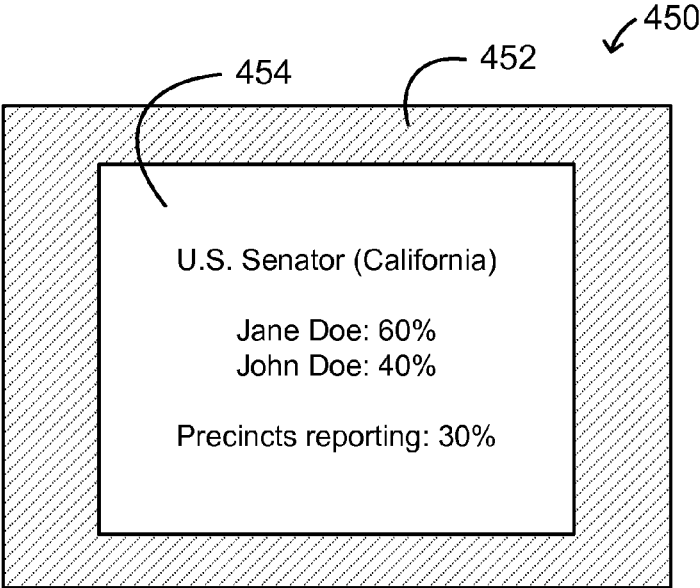 450
452
454
U.S. Senator (California)
Jane Doe: 60%
John Doe: 40%
Precincts reporting: 30%